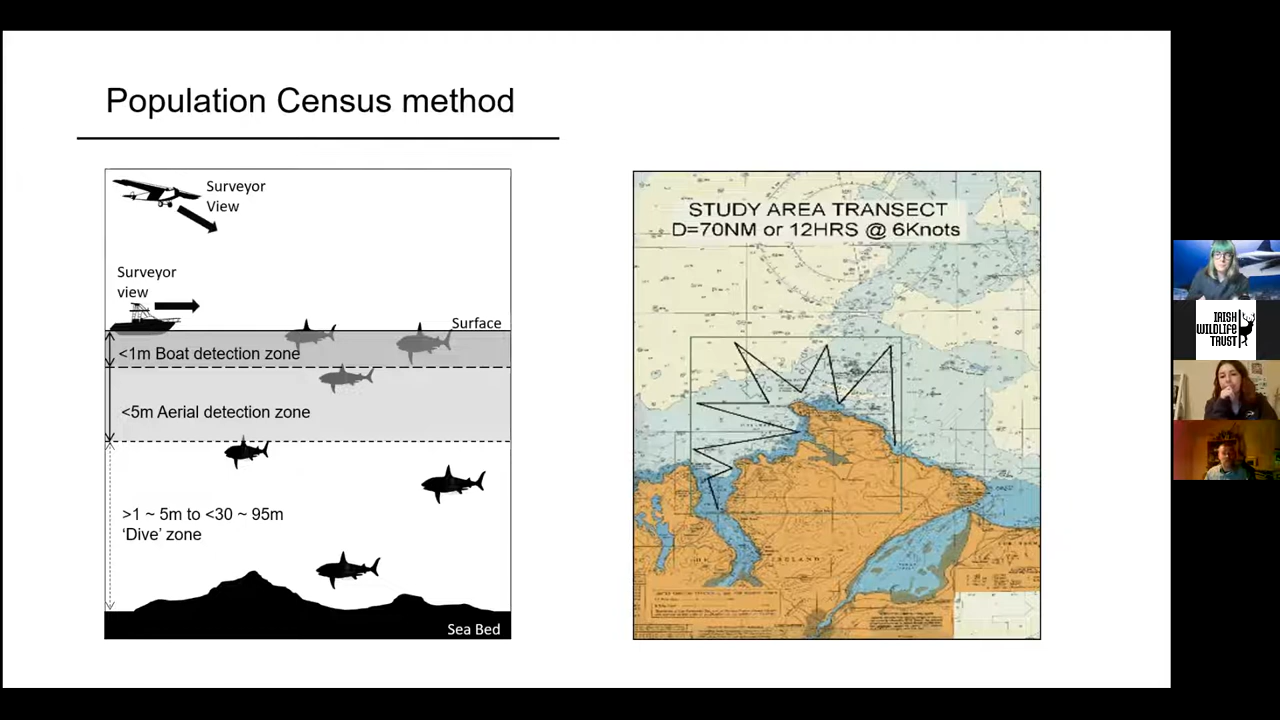 Population Census method
Surveyor
View
Surveyor
view
Surface
<1m Boat detection zone
<5m Aerial detection zone
>1 ~ 5m to <30 ~ 95m
‘Dive’ zone
Sea Bed
STUDY AREA TRANSECT
D=70NM or 12HRS @ 6Knots
IRISH
WILDLIFE
TRUST